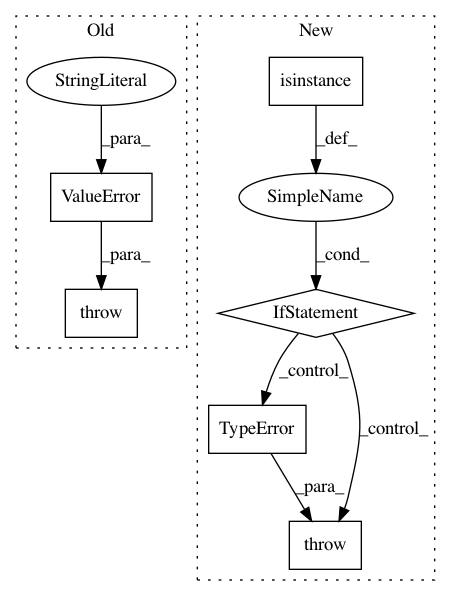 Old
New
StringLiteral
isinstance
_para_
_def_
ValueError
SimpleName
_para_
_cond_
throw
IfStatement
_control_
_control_
TypeError
_para_
throw